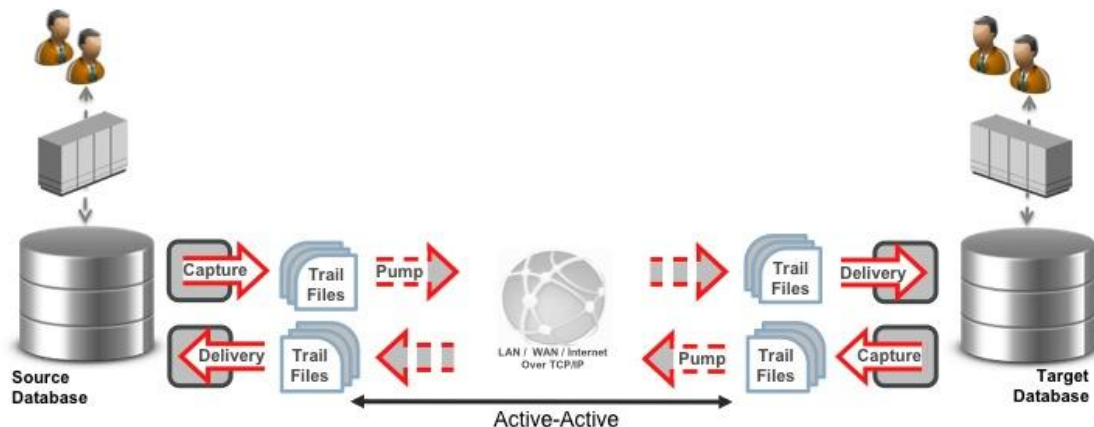 Capture
Trail
Files
Pump
Trail
Files
Delivery
Delivery
Trail
Files
LAN / WAN / Internet
Over TCP/IP
Pump
Trail
Files
Capture
Source
Database
Target
Database
Active-Active